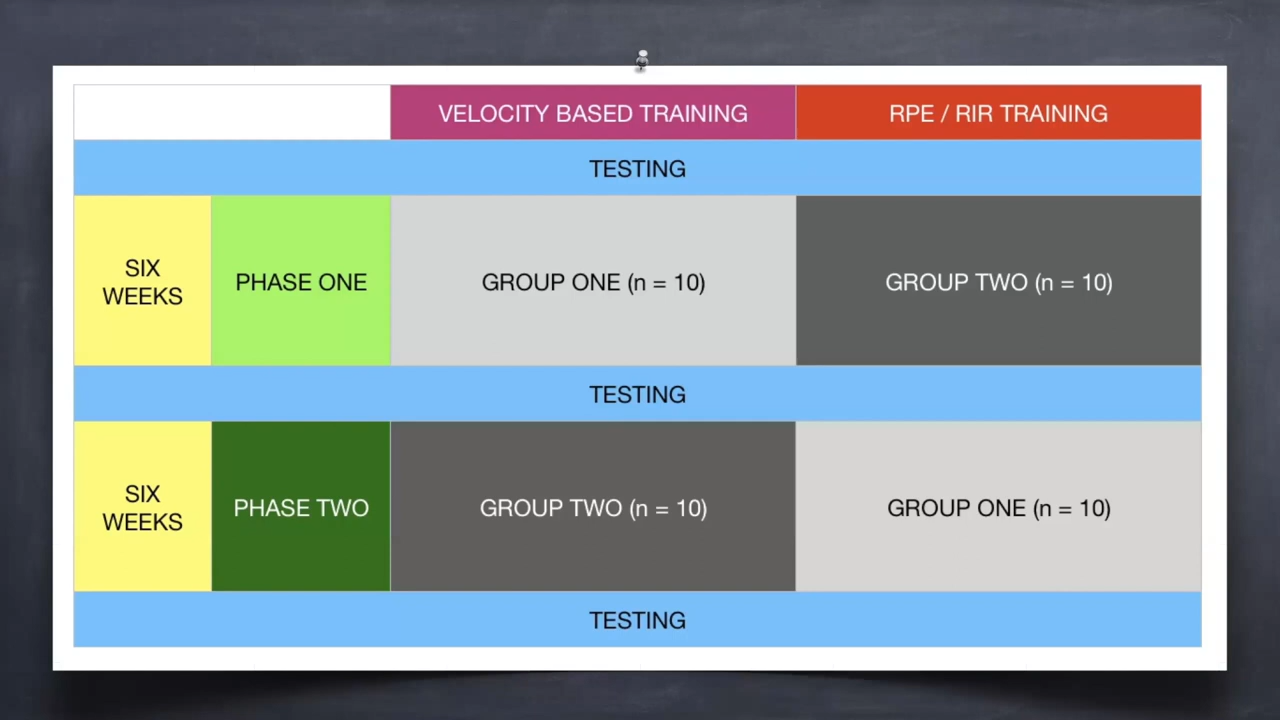 VELOCITY BASED TRAINING
RPE / RIR TRAINING
TESTING
SIX
WEEKS
PHASE ONE
GROUP ONE (n = 10)
GROUP TWO (n = 10)
TESTING
SIX
WEEKS
PHASE TWO
GROUP TWO (n = 10)
GROUP ONE (n = 10)
TESTING